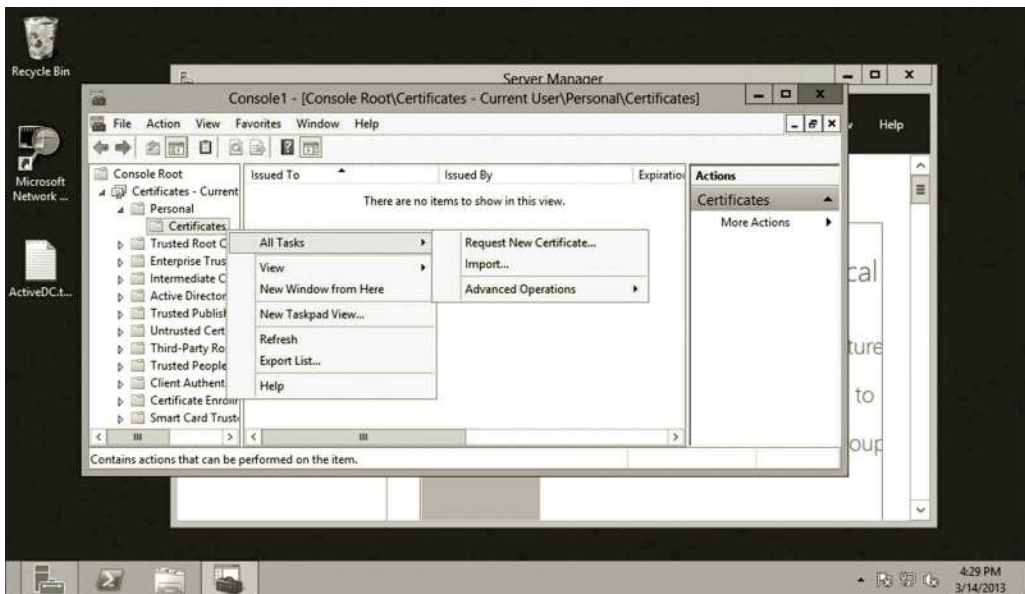 Recycle Bin
Microsoft
Network ...
ActiveDC.t...
Server Manager
Help
Console1 - [Console Root\Certificates - Current User\Personal\Certificates]
File Action View Favorites Window Help
Console Root
Certificates - Current
Personal
Certificates
Trusted Root C
Enterprise Trus
Intermediate C
Active Director
Trusted Publis
Untrusted Cert
Third-Party Ro
Trusted People
Client Authent
Certificate Enrollr
Smart Card Trust
Issued To Issued By Expiration
There are no items to show in this view.
All Tasks
View
New Window from Here
New Taskpad View...
Refresh
Export List...
Help
Request New Certificate...
Import...
Advanced Operations
Actions
Certificates
More Actions
Contains actions that can be performed on the item.
cal
ture
to
oup
4:29 PM
3/14/2013